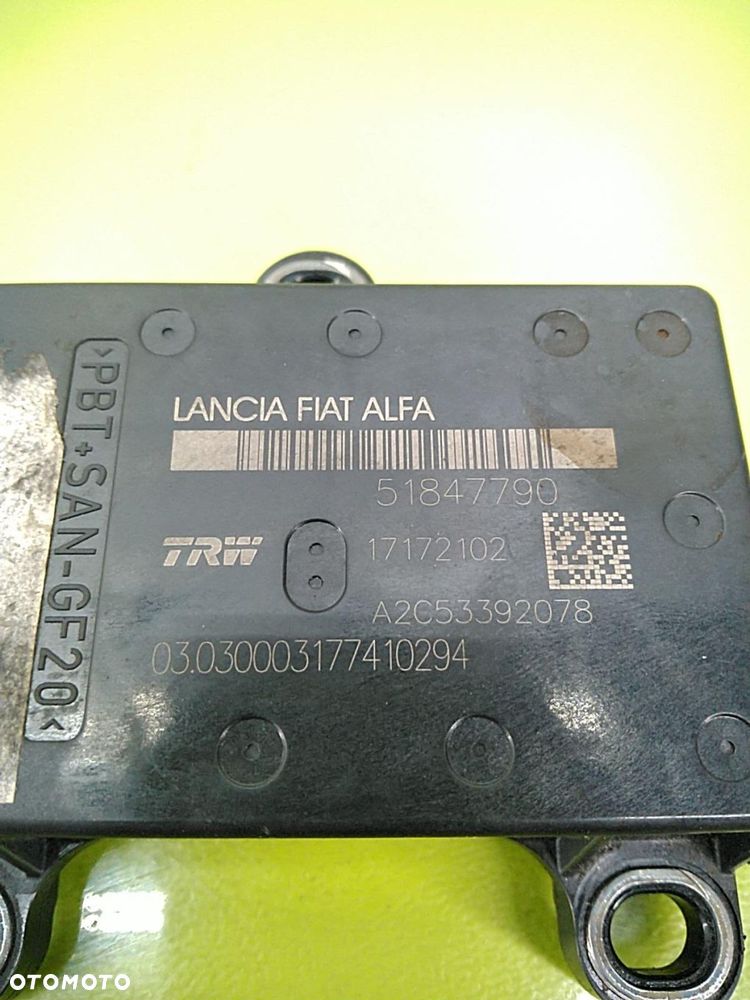 LANCIA FIAT ALFA
51847790
TRW
17172102
A2C53392078
03.030003177410294
>PBT+SAN-GF20<
OTOMOTO